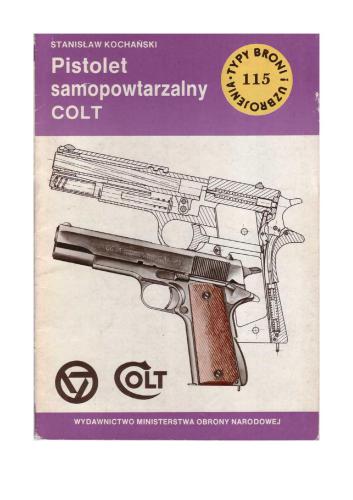 STANISŁAW KOCHAŃSKI
Pistolet
samopowtarzalny
COLT
TYPY BRONI i UZBROJENIA
115
COLT
WYDAWNICTWO MINISTERSTWA OBRONY NARODOWEJ